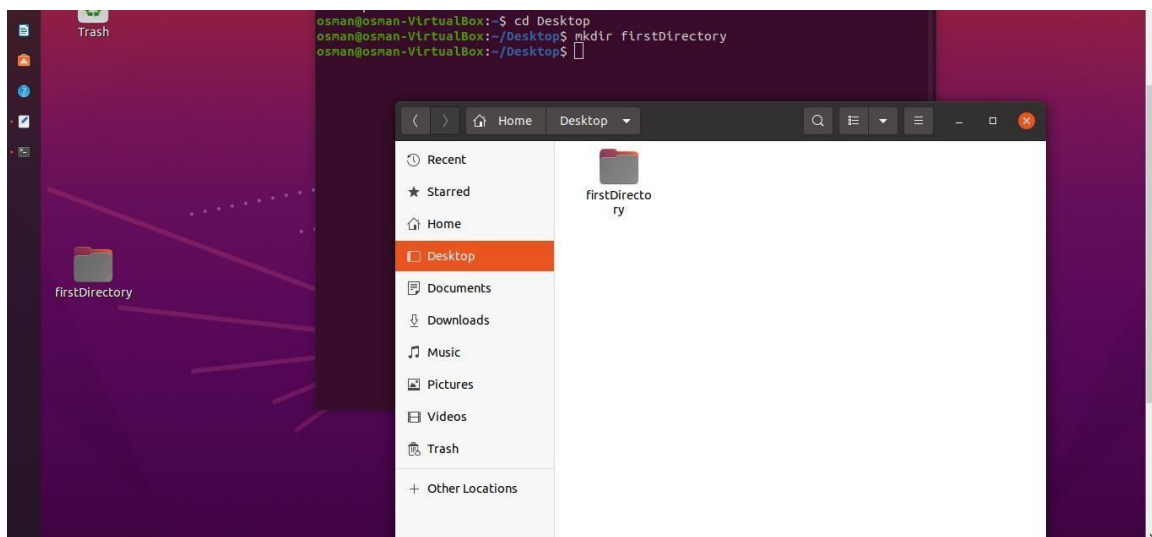 Trash
osman@osman-VirtualBox:~$ cd Desktop
osman@osman-VirtualBox:~/Desktop$ mkdir firstDirectory
osman@osman-VirtualBox:~/Desktop$
Home Desktop
Recent
Starred
Home
Desktop
Documents
Downloads
Music
Pictures
Videos
Trash
+ Other Locations
firstDirecto
ry
firstDirectory